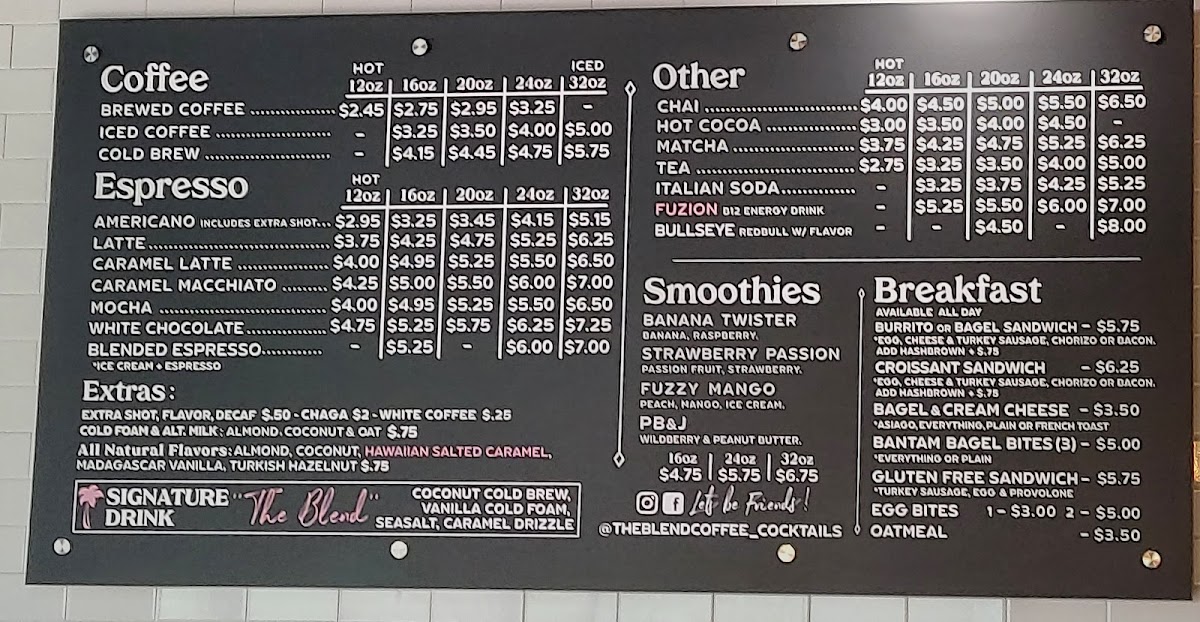 Coffee
HOT ICED
12oz 16oz 20oz 24oz 32oz
BREWED COFFEE $2.45 $2.75 $2.95 $3.25 -
ICED COFFEE - $3.25 $3.50 $4.00 $5.00
COLD BREW - $4.15 $4.45 $4.75 $5.75
Espresso
HOT
12oz 16oz 20oz 24oz 32oz
AMERICANO INCLUDES EXTRA SHOT... $2.95 $3.25 $3.45 $4.15 $5.15
LATTE $3.75 $4.25 $4.75 $5.25 $6.25
CARAMEL LATTE $4.00 $4.95 $5.25 $5.50 $6.50
CARAMEL MACCHIATO $4.25 $5.00 $5.50 $6.00 $7.00
MOCHA $4.00 $4.95 $5.25 $5.50 $6.50
WHITE CHOCOLATE $4.75 $5.25 $5.75 $6.25 $7.25
BLENDED ESPRESSO - $5.25 - $6.00 $7.00
*ICE CREAM + ESPRESSO
Extras:
EXTRA SHOT, FLAVOR, DECAF $.50 - CHAGA $2 - WHITE COFFEE $.25
COLD FOAM & ALT. MILK: ALMOND, COCONUT & OAT $.75
All Natural Flavors: ALMOND, COCONUT, HAWAIIAN SALTED CARAMEL,
MADAGASCAR VANILLA, TURKISH HAZELNUT $.75
SIGNATURE DRINK
"The Blend"
COCONUT COLD BREW,
VANILLA COLD FOAM,
SEASALT, CARAMEL DRIZZLE
Other
HOT
12oz 16oz 20oz 24oz 32oz
CHAI $4.00 $4.50 $5.00 $5.50 $6.50
HOT COCOA $3.00 $3.50 $4.00 $4.50 -
MATCHA $3.75 $4.25 $4.75 $5.25 $6.25
TEA $2.75 $3.25 $3.50 $4.00 $5.00
ITALIAN SODA - $3.25 $3.75 $4.25 $5.25
FUZION B12 ENERGY DRINK - $5.25 $5.50 $6.00 $7.00
BULLSEYE REDBULL W/ FLAVOR - - $4.50 - $8.00
Smoothies
BANANA TWISTER
BANANA, RASPBERRY.
STRAWBERRY PASSION
PASSION FRUIT, STRAWBERRY.
FUZZY MANGO
PEACH, MANGO, ICE CREAM.
PB&J
WILDBERRY & PEANUT BUTTER.
16oz 24oz 32oz
$4.75 $5.75 $6.75
Let's be Friends!
@THEBLENDCOFFEE_COCKTAILS
Breakfast
AVAILABLE ALL DAY
BURRITO OR BAGEL SANDWICH - $5.75
*EGG, CHEESE & TURKEY SAUSAGE, CHORIZO OR BACON.
ADD HASHBROWN + $.75
CROISSANT SANDWICH - $6.25
*EGG, CHEESE & TURKEY SAUSAGE, CHORIZO OR BACON.
ADD HASHBROWN + $.75
BAGEL & CREAM CHEESE - $3.50
*ASIAGO, EVERYTHING, PLAIN OR FRENCH TOAST
BANTAM BAGEL BITES (3) - $5.00
*EVERYTHING OR PLAIN
GLUTEN FREE SANDWICH - $5.75
*TURKEY SAUSAGE, EGG & PROVOLONE
EGG BITES 1 - $3.00 2 - $5.00
OATMEAL - $3.50